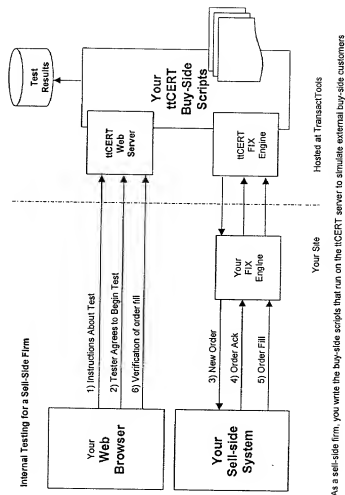 Internal Testing for a Sell-Side Firm
Your
Web
Browser
1) Instructions About Test
2) Tester Agrees to Begin Test
6) Verification of order fill
ttCERT
Web
Server
Test
Results
Your
ttCERT
Buy-Side
Scripts
Your
Sell-side
System
3) New Order
4) Order Ack
5) Order Fill
Your
FIX
Engine
ttCERT
FIX
Engine
Your Site
Hosted at TransactTools
As a sell-side firm, you write the buy-side scripts that run on the ttCERT server to simulate external buy-side customers